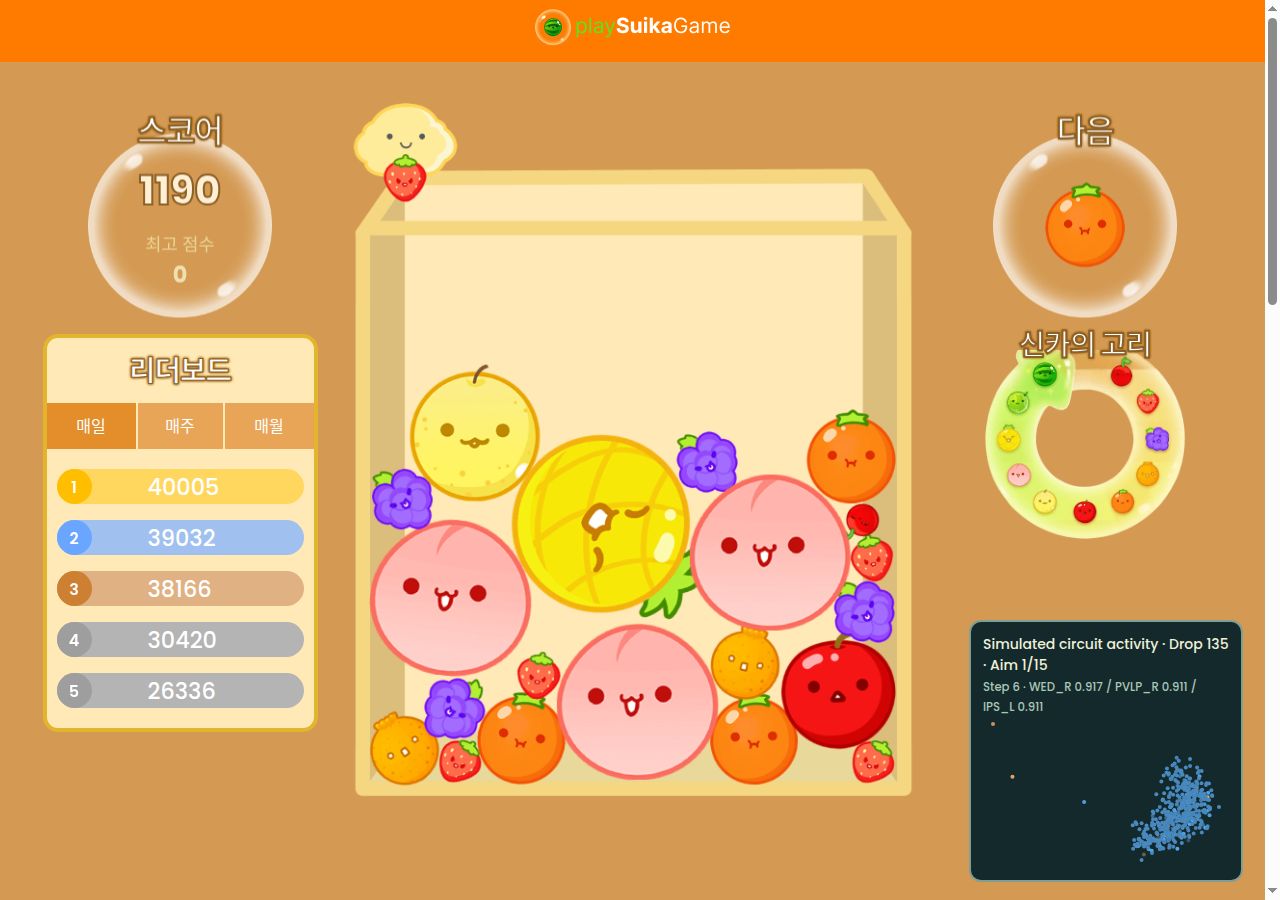 playSuikaGame
스코어
1190
최고 점수
0
다음
리더보드
매일 매주 매월
1 40005
2 39032
3 38166
4 30420
5 26336
신카의 고리
Simulated circuit activity · Drop 135
· Aim 1/15
Step 6 · WED_R 0.917 / PVLP_R 0.911 /
IPS_L 0.911